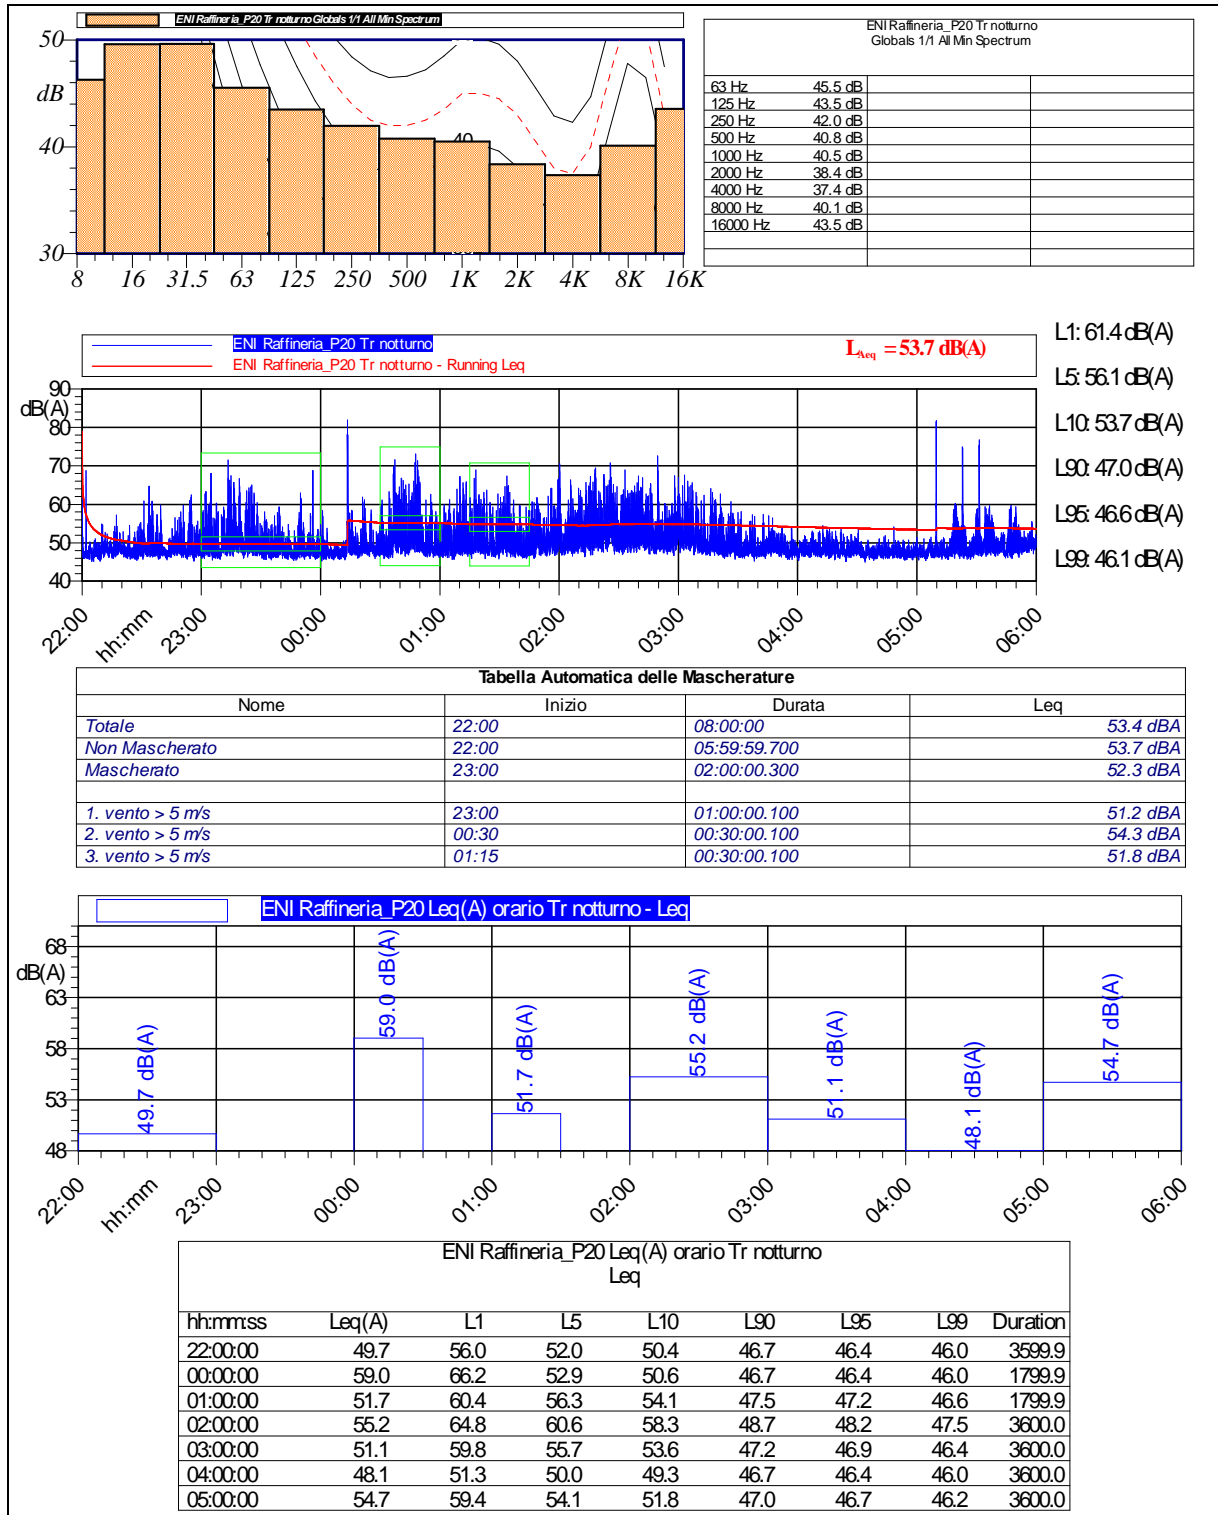 ENI Raffineria_P20 Tr notturno Globals 1/1 All Min Spectrum
50
dB
40
30
40
8 16 31.5 63 125 250 500 1K 2K 4K 8K 16K
ENI Raffineria_P20 Tr notturno
Globals 1/1 All Min Spectrum
63 Hz 45.5 dB
125 Hz 43.5 dB
250 Hz 42.0 dB
500 Hz 40.8 dB
1000 Hz 40.5 dB
2000 Hz 38.4 dB
4000 Hz 37.4 dB
8000 Hz 40.1 dB
16000 Hz 43.5 dB
ENI Raffineria_P20 Tr notturno
ENI Raffineria_P20 Tr notturno - Running Leq
LAeq = 53.7 dB(A)
L1: 61.4 dB(A)
L5: 56.1 dB(A)
L10: 53.7 dB(A)
L90: 47.0 dB(A)
L95: 46.6 dB(A)
L99: 46.1 dB(A)
90
dB(A)
80
70
60
50
40
22:00 hh:mm 23:00 00:00 01:00 02:00 03:00 04:00 05:00 06:00
Tabella Automatica delle Mascherature
Nome Inizio Durata Leq
Totale 22:00 08:00:00 53.4 dBA
Non Mascherato 22:00 05:59:59.700 53.7 dBA
Mascherato 23:00 02:00:00.300 52.3 dBA
1. vento > 5 m/s 23:00 01:00:00.100 51.2 dBA
2. vento > 5 m/s 00:30 00:30:00.100 54.3 dBA
3. vento > 5 m/s 01:15 00:30:00.100 51.8 dBA
ENI Raffineria_P20 Leq(A) orario Tr notturno - Leq
68
dB(A)
63
58
53
48
49.7 dB(A)
59.0 dB(A)
51.7 dB(A)
55.2 dB(A)
51.1 dB(A)
48.1 dB(A)
54.7 dB(A)
22:00 hh:mm 23:00 00:00 01:00 02:00 03:00 04:00 05:00 06:00
ENI Raffineria_P20 Leq(A) orario Tr notturno
Leq
hh:mm:ss Leq(A) L1 L5 L10 L90 L95 L99 Duration
22:00:00 49.7 56.0 52.0 50.4 46.7 46.4 46.0 3599.9
00:00:00 59.0 66.2 52.9 50.6 46.7 46.4 46.0 1799.9
01:00:00 51.7 60.4 56.3 54.1 47.5 47.2 46.6 1799.9
02:00:00 55.2 64.8 60.6 58.3 48.7 48.2 47.5 3600.0
03:00:00 51.1 59.8 55.7 53.6 47.2 46.9 46.4 3600.0
04:00:00 48.1 51.3 50.0 49.3 46.7 46.4 46.0 3600.0
05:00:00 54.7 59.4 54.1 51.8 47.0 46.7 46.2 3600.0